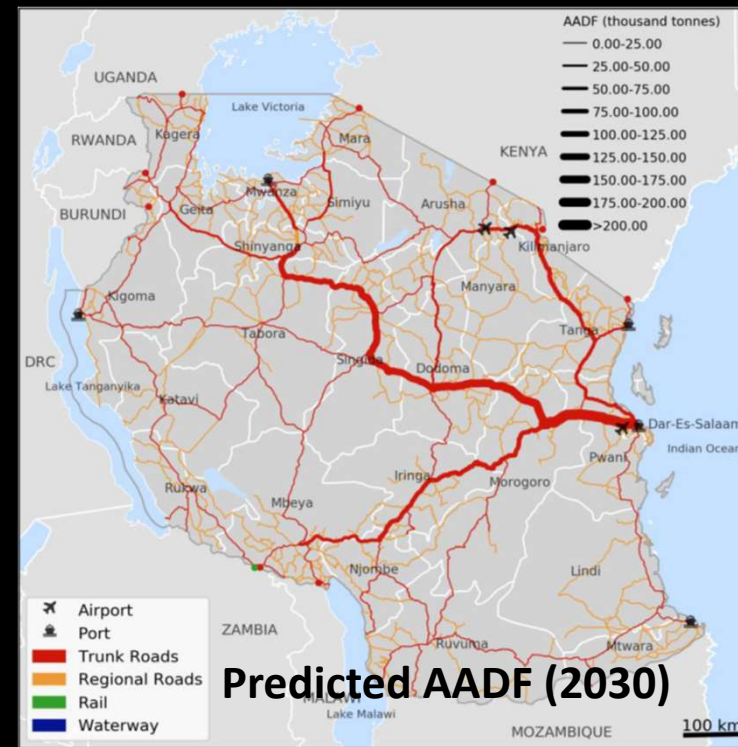 AADF (thousand tonnes)
0.00-25.00
25.00-50.00
50.00-75.00
75.00-100.00
100.00-125.00
125.00-150.00
150.00-175.00
175.00-200.00
>200.00
UGANDA
Lake Victoria
RWANDA
Kagera
Mara
KENYA
Mwanza
BURUNDI
Geita
Simiyu
Arusha
Shinyanga
Kilimanjaro
Kigoma
Manyara
Tabora
Tanga
DRC
Singida
Dodoma
Lake Tanganyika
Katavi
Dar-Es-Salaam
Indian Ocean
Pwani
Iringa
Morogoro
Rukwa
Mbeya
Njombe
Lindi
ZAMBIA
Ruvuma
Mtwara
MALAWI
Lake Malawi
MOZAMBIQUE
100 km
Airport
Port
Trunk Roads
Regional Roads
Rail
Waterway
Predicted AADF (2030)